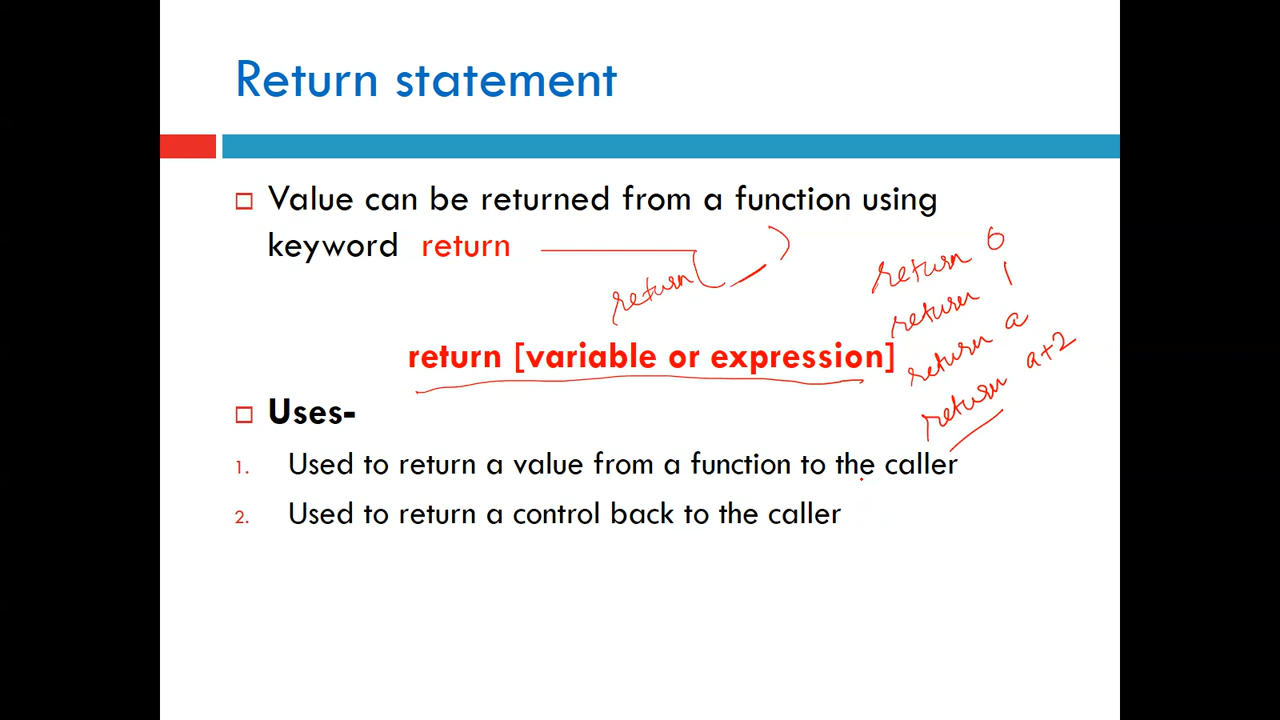 Return statement
Value can be returned from a function using
keyword return
return ( )
return 0
return 1
return a
return a+2
return [variable or expression]
Uses-
1. Used to return a value from a function to the caller
2. Used to return a control back to the caller